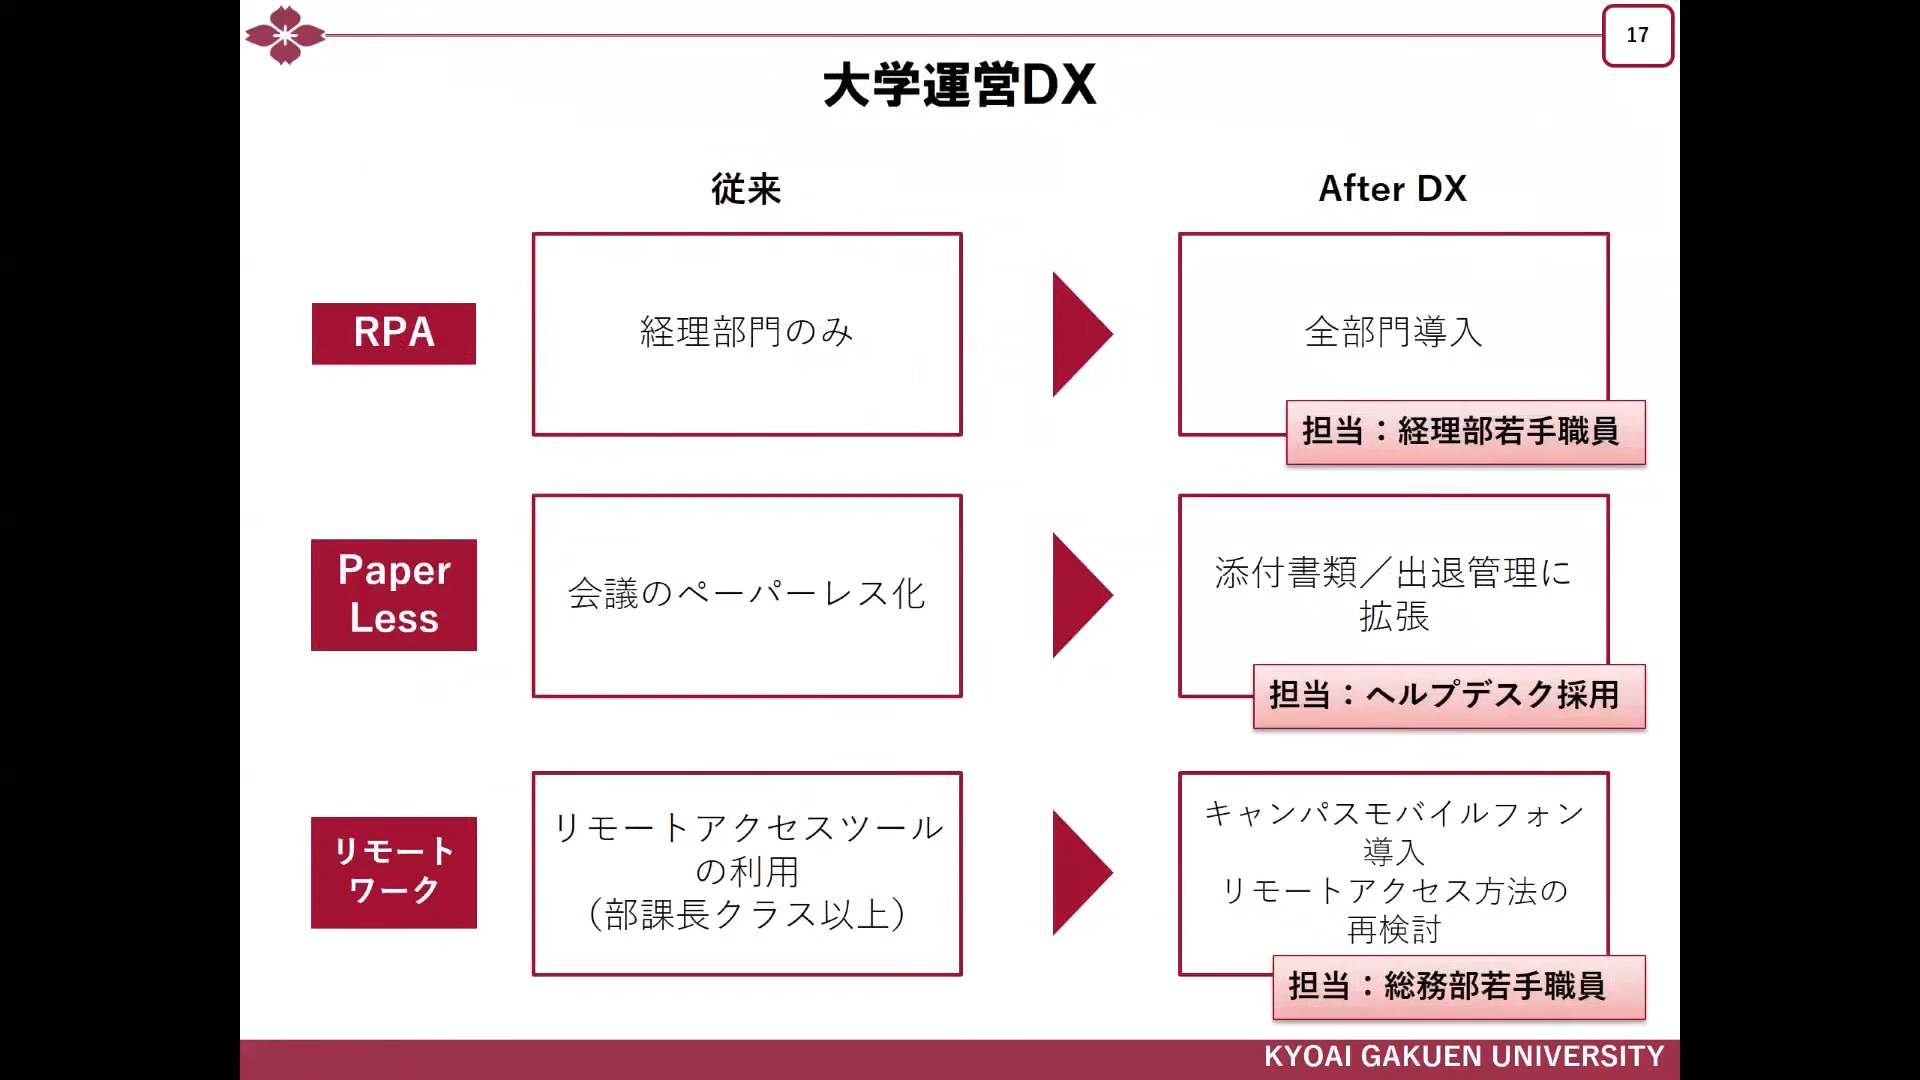 17
大学運営DX
従来
After DX
RPA
経理部門のみ
全部門導入
担当：経理部若手職員
Paper
Less
会議のペーパーレス化
添付書類／出退管理に
拡張
担当：ヘルプデスク採用
リモート
ワーク
リモートアクセスツール
の利用
（部課長クラス以上）
キャンパスモバイルフォン
導入
リモートアクセス方法の
再検討
担当：総務部若手職員
KYOAI GAKUEN UNIVERSITY